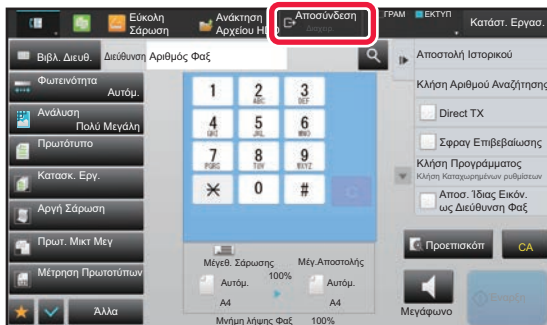 Εύκολη
Σάρωση
Ανάκτηση
Αρχείου HDD
Αποσύνδεση
Διαχειρ.
ΓΡΑΜ
ΕΚΤΥΠ
Κατάστ. Εργασ.
Βιβλ. Διευθ.
Διεύθυνση
Αριθμός Φαξ
Φωτεινότητα
Αυτόμ.
Ανάλυση
Πολύ Μεγάλη
Πρωτότυπο
Κατασκ. Εργ.
Αργή Σάρωση
Πρωτ. Μικτ Μεγ
Μέτρηση Πρωτοτύπων
Άλλα
1
2 ABC
3 DEF
4 GHI
5 JKL
6 MNO
7 PQRS
8 TUV
9 WXYZ
0
#
C
Μέγεθ. Σάρωσης
Μέγ.Αποστολής
100%
Αυτόμ.
Αυτόμ.
A4
A4
Μνήμη λήψης Φαξ 100%
Αποστολή Ιστορικού
Κλήση Αριθμού Αναζήτησης
Direct TX
Σφραγ Επιβεβαίωσης
Κλήση Προγράμματος
Κλήση Καταχωρημένων ρυθμίσεων
Αποσ. Ίδιας Εικόν.
ως Διεύθυνση Φαξ
Προεπισκόπ
CA
Μεγάφωνο
Έναρξη